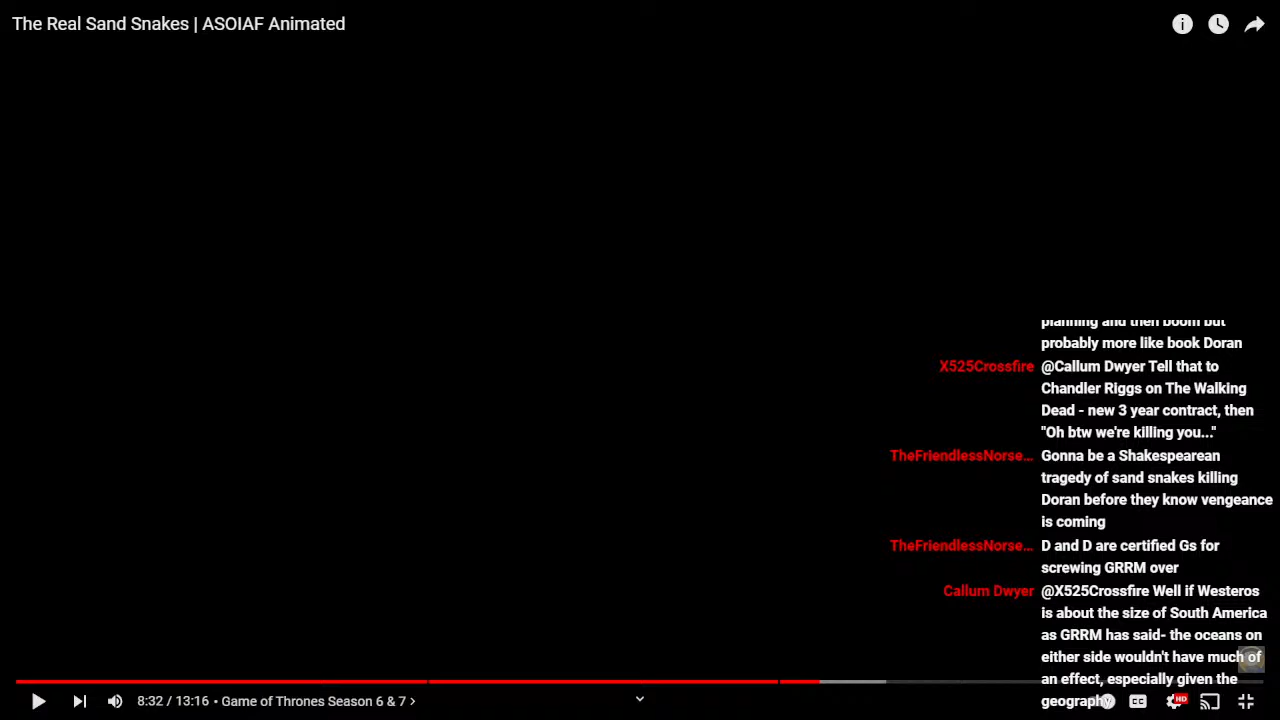 The Real Sand Snakes | ASOIAF Animated
planning and then boom but
probably more like book Doran
X525Crossfire @Callum Dwyer Tell that to
Chandler Riggs on The Walking
Dead - new 3 year contract, then
"Oh btw we're killing you..."
TheFriendlessNorse... Gonna be a Shakespearean
tragedy of sand snakes killing
Doran before they know vengeance
is coming
TheFriendlessNorse... D and D are certified Gs for
screwing GRRM over
Callum Dwyer @X525Crossfire Well if Westeros
is about the size of South America
as GRRM has said- the oceans on
either side wouldn't have much of
an effect, especially given the
geography
8:32 / 13:16 • Game of Thrones Season 6 & 7 >
CC
HD